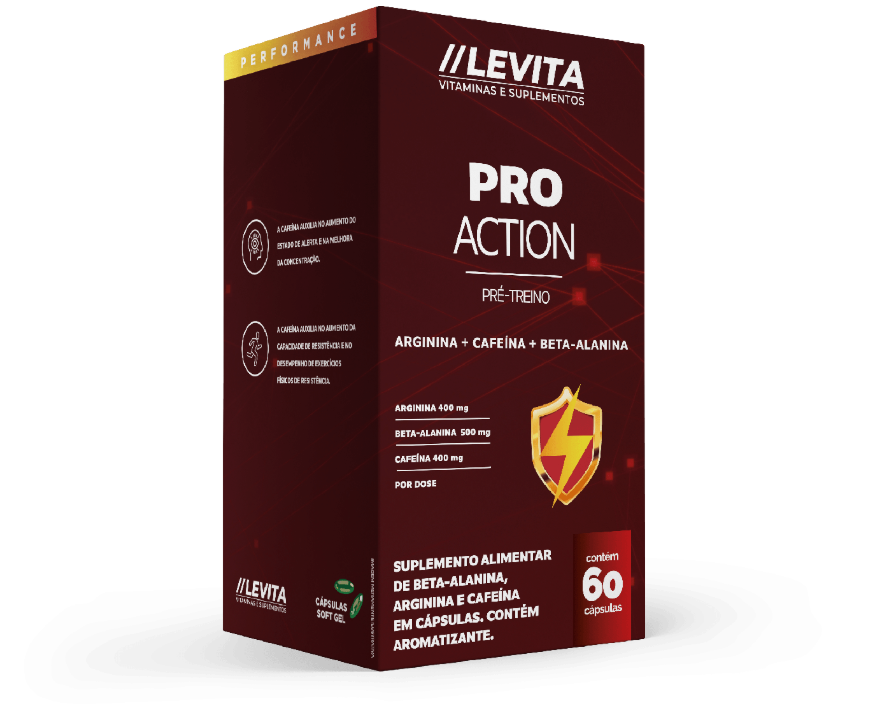 PERFORMANCE
//LEVITA
VITAMINAS E SUPLEMENTOS
PRO
ACTION
PRÉ-TREINO
ARGININA + CAFEÍNA + BETA-ALANINA
ARGININA 400 mg
BETA-ALANINA 500 mg
CAFEÍNA 400 mg
POR DOSE
SUPLEMENTO ALIMENTAR
DE BETA-ALANINA,
ARGININA E CAFEÍNA
EM CÁPSULAS. CONTÉM
AROMATIZANTE.
contém
60
cápsulas
A CAFEÍNA AUXILIA NO AUMENTO DO
ESTADO DE ALERTA E NA MELHORA
DA CONCENTRAÇÃO.
A CAFEÍNA AUXILIA NO AUMENTO DA
CAPACIDADE DE RESISTÊNCIA E NO
DESEMPENHO DE EXERCÍCIOS
FÍSICOS DE RESISTÊNCIA.
//LEVITA
VITAMINAS E SUPLEMENTOS
CÁPSULAS
SOFT GEL